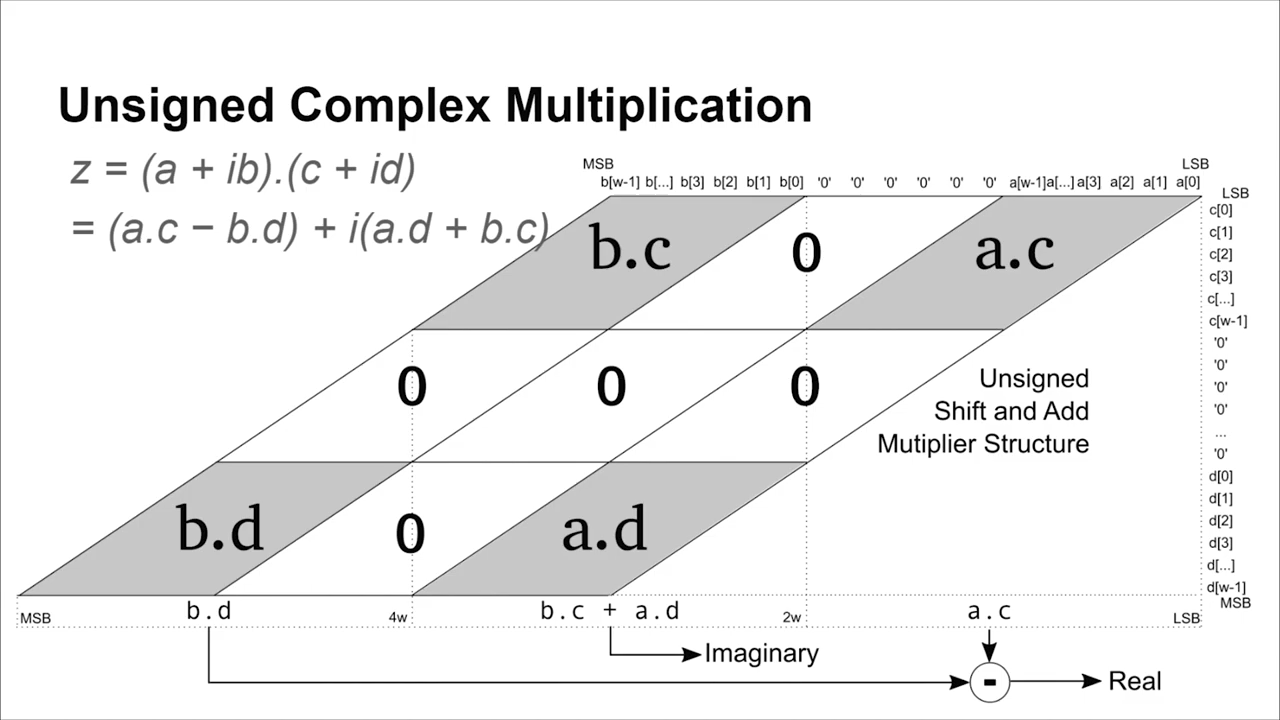 Unsigned Complex Multiplication
z = (a + ib).(c + id)
= (a.c − b.d) + i(a.d + b.c)
MSB
LSB
b[w-1] b[...] b[3] b[2] b[1] b[0] '0' '0' '0' '0' '0' '0' a[w-1] a[...] a[3] a[2] a[1] a[0]
LSB
c[0]
c[1]
c[2]
c[3]
c[...]
c[w-1]
'0'
'0'
'0'
'0'
...
'0'
d[0]
d[1]
d[2]
d[3]
d[...]
d[w-1]
MSB
b.c 0 a.c
0 0 0
Unsigned
Shift and Add
Mutiplier Structure
b.d 0 a.d
MSB b.d 4w b.c + a.d 2w a.c LSB
Imaginary
- Real